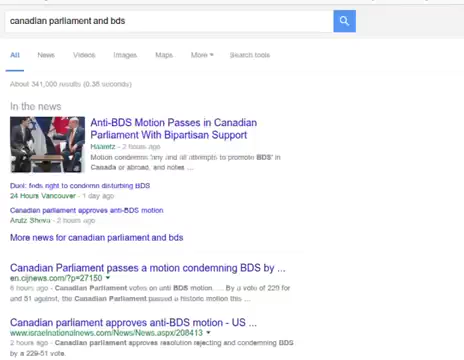 canadian parliament and bds
All News Videos Images Maps More Search tools
About 341,000 results (0.38 seconds)
In the news
Anti-BDS Motion Passes in Canadian
Parliament With Bipartisan Support
Haaretz - 2 hours ago
Motion condemns 'any and all attempts to promote BDS' in
Canada or abroad, and notes ...
Duel: finds right to condemn disturbing BDS
24 Hours Vancouver - 1 day ago
Canadian parliament approves anti-BDS motion
Arutz Sheva - 2 hours ago
More news for canadian parliament and bds
Canadian Parliament passes a motion condemning BDS by ...
en.cijnews.com/?p=27150
6 hours ago - Canadian Parliament votes on anti BDS motion. ... By a vote of 229 for
and 51 against, the Canadian Parliament passed a historic motion this ...
Canadian parliament approves anti-BDS motion - US ...
www.israelnationalnews.com/News/News.aspx/208413
2 hours ago - Canadian parliament approves resolution rejecting and condemning BDS
by a 229-51 vote.